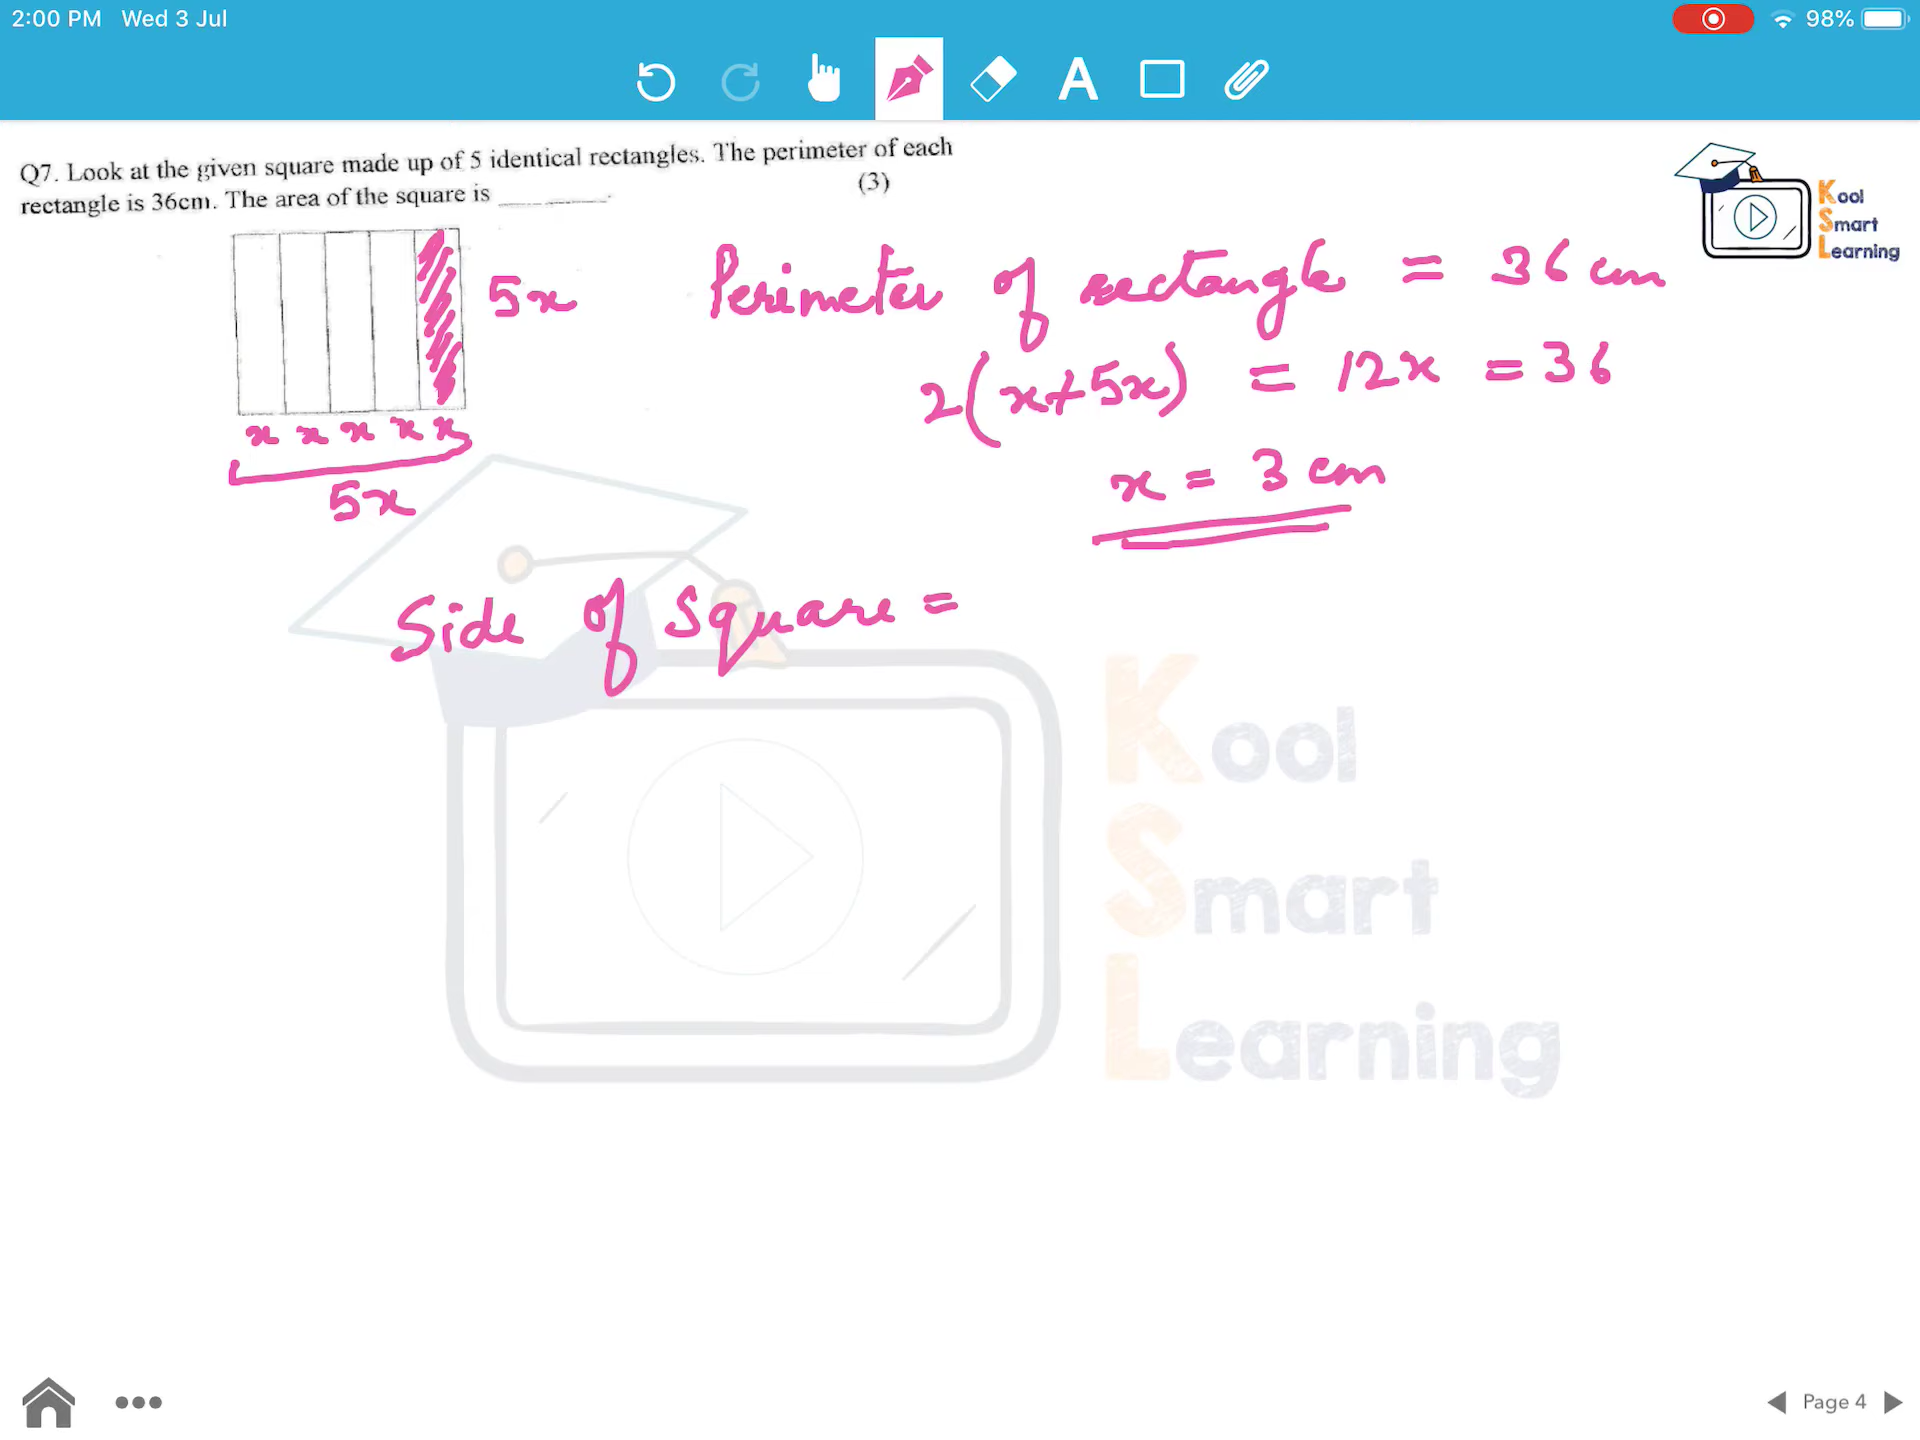 2:00 PM Wed 3 Jul
98%
A
Q7. Look at the given square made up of 5 identical rectangles. The perimeter of each
rectangle is 36cm. The area of the square is __________.
(3)
Kool
Smart
Learning
5x
Perimeter of rectangle = 36 cm
2(x+5x) = 12x = 36
x x x x x
5x
x = 3 cm
Side of square =
Kool
Smart
Learning
Page 4